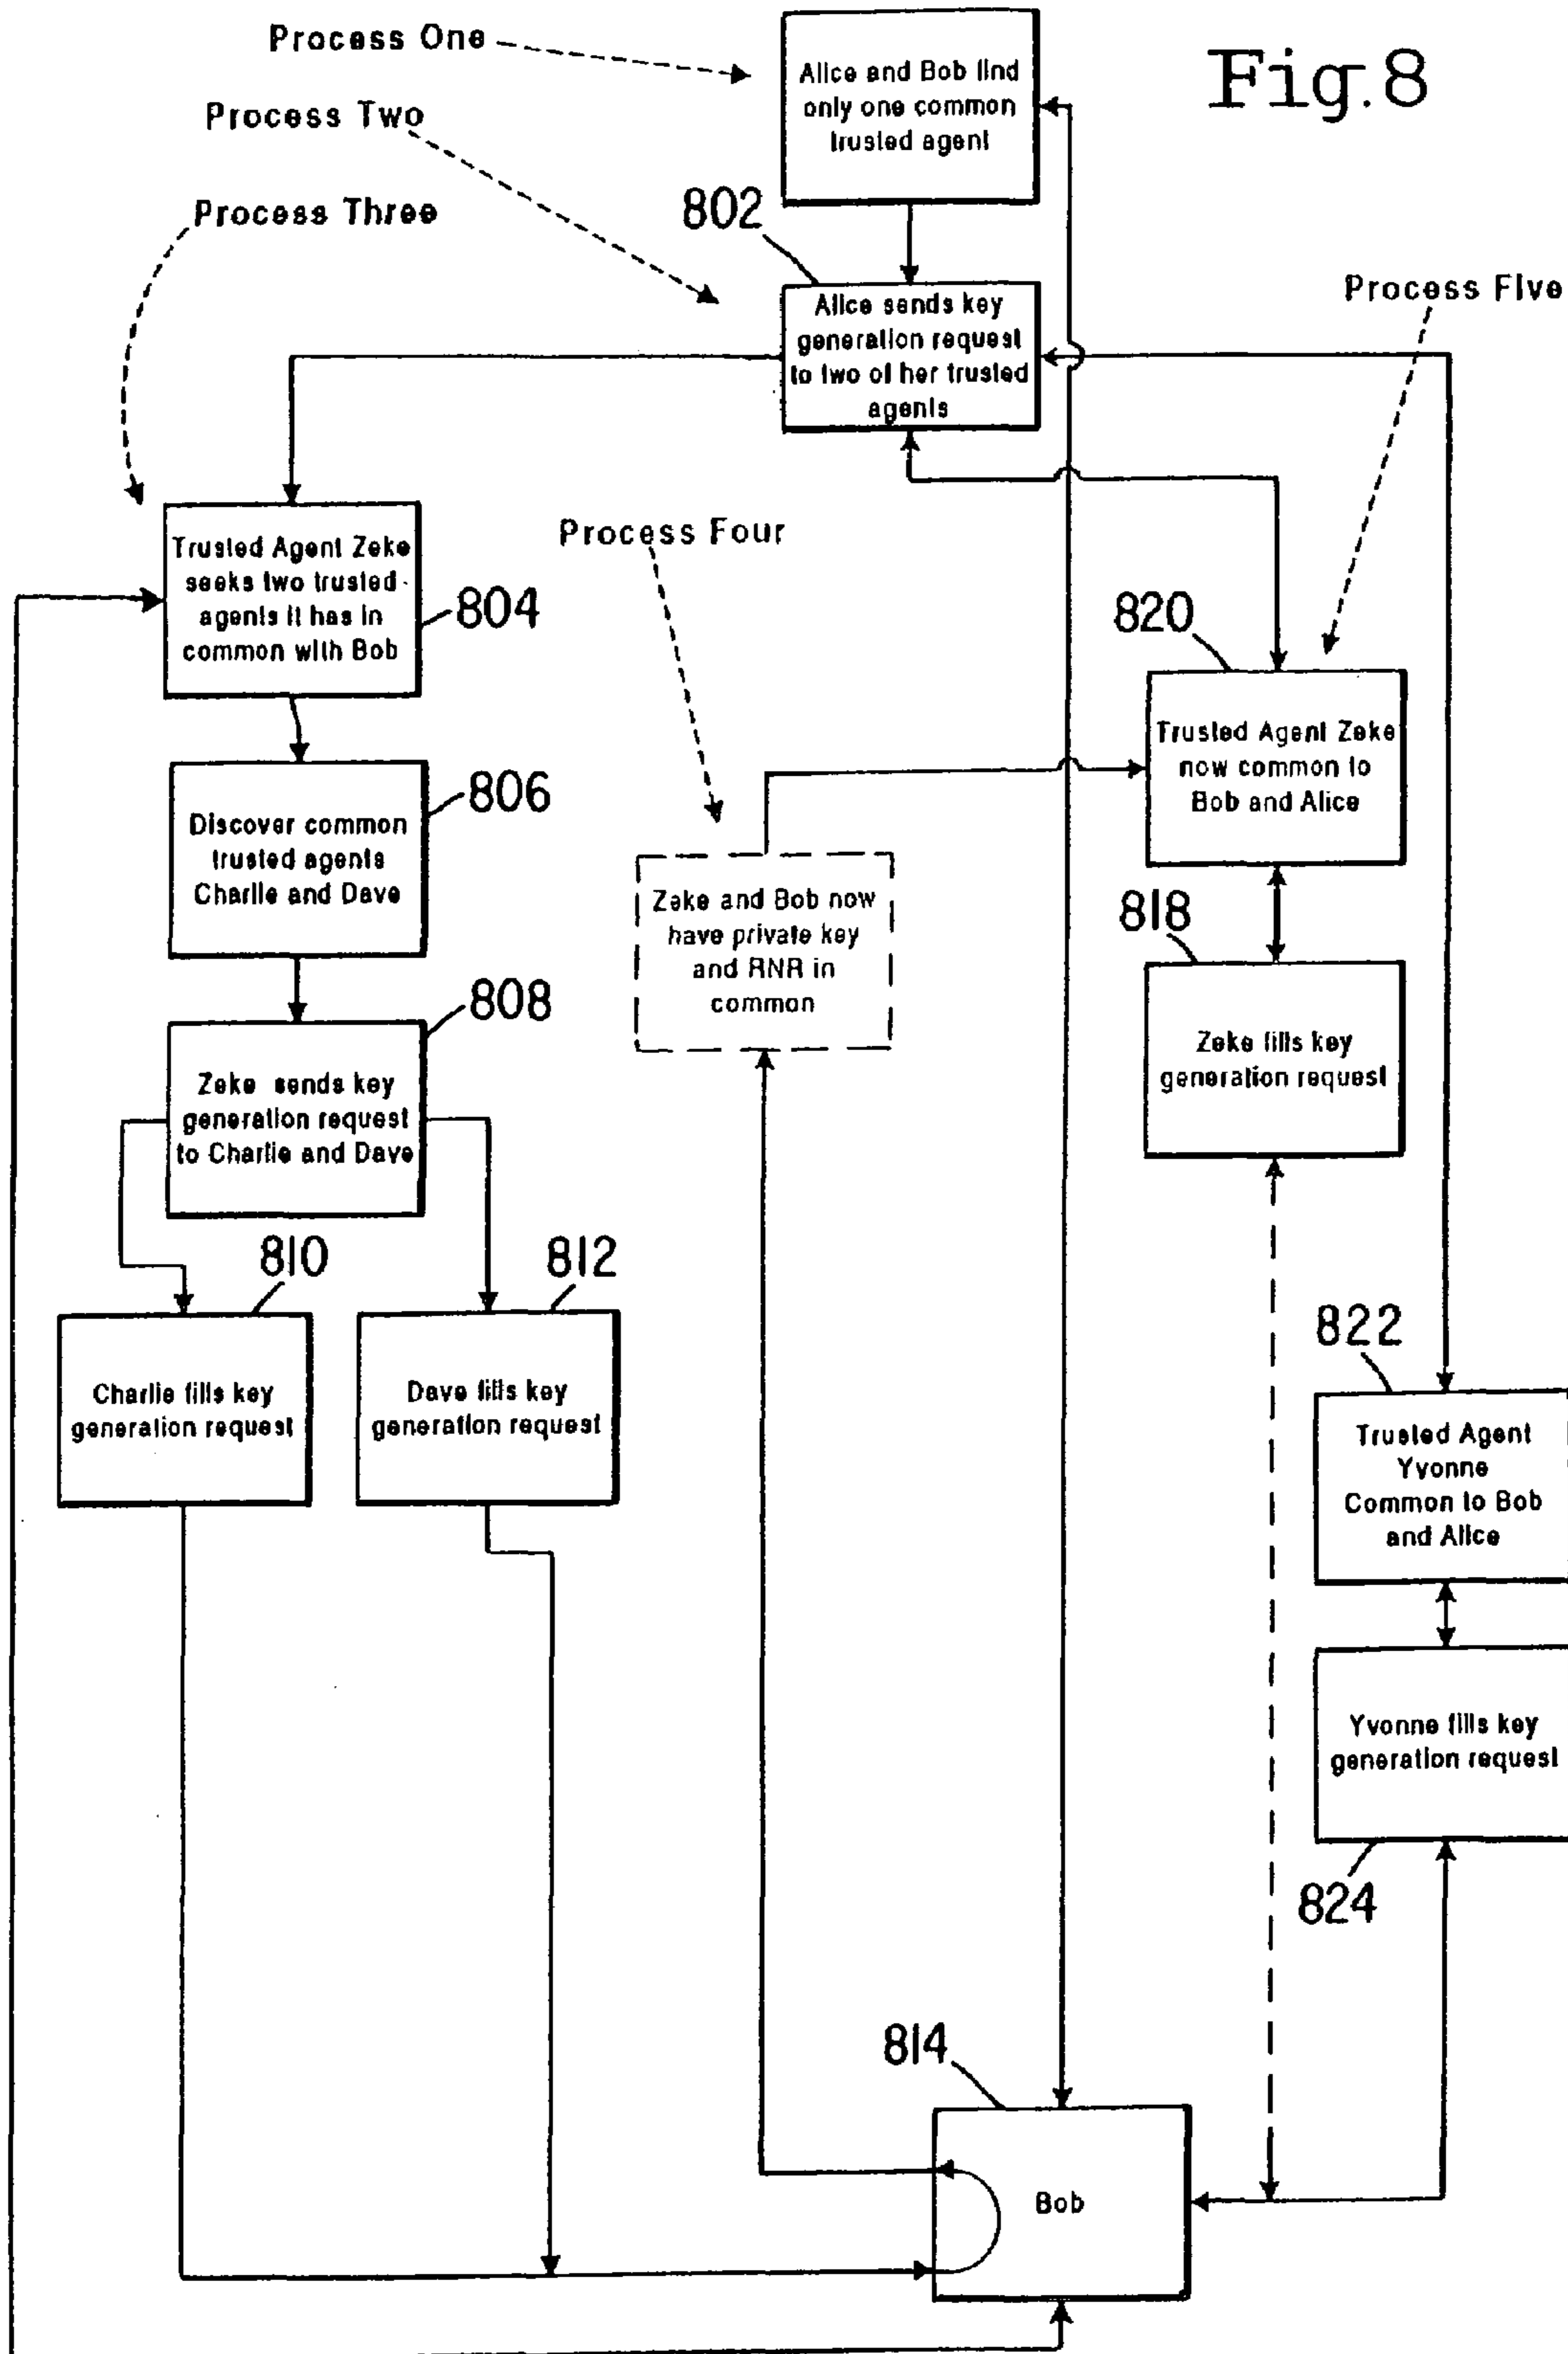 Fig. 8
Process One
Alice and Bob find
only one common
trusted agent
Process Two
Process Three
802
Alice sends key
generation request
to two of her trusted
agents
Process Five
Trusted Agent Zeke
seeks two trusted
agents it has in
common with Bob
804
Process Four
820
Trusted Agent Zeke
now common to
Bob and Alice
806
Discover common
trusted agents
Charlie and Dave
Zeke and Bob now
have private key
and RNR in
common
818
Zeke fills key
generation request
808
Zeke sends key
generation request
to Charlie and Dave
810
Charlie fills key
generation request
812
Dave fills key
generation request
822
Trusted Agent
Yvonne
Common to Bob
and Alice
Yvonne fills key
generation request
824
814
Bob